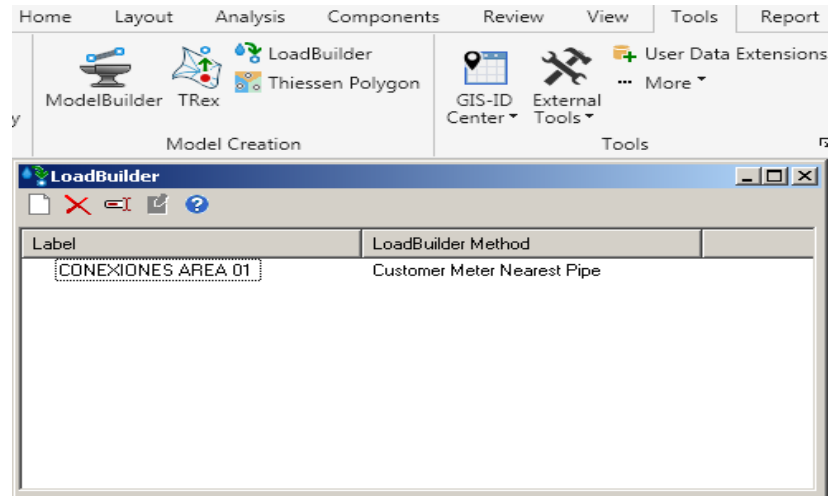 Home Layout Analysis Components Review View Tools Report
ModelBuilder TRex LoadBuilder
Thiessen Polygon
GIS-ID Center External Tools User Data Extensions
... More
y
Model Creation Tools
LoadBuilder
Label LoadBuilder Method
CONEXIONES AREA 01 Customer Meter Nearest Pipe